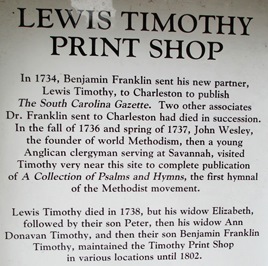 LEWIS TIMOTHY
PRINT SHOP
In 1734, Benjamin Franklin sent his new partner,
Lewis Timothy, to Charleston to publish
The South Carolina Gazette. Two other associates
Dr. Franklin sent to Charleston had died in succession.
In the fall of 1736 and spring of 1737, John Wesley,
the founder of world Methodism, then a young
Anglican clergyman serving at Savannah, visited
Timothy very near this site to complete publication
of A Collection of Psalms and Hymns, the first hymnal
of the Methodist movement.
Lewis Timothy died in 1738, but his widow Elizabeth,
followed by their son Peter, then his widow Ann
Donavan Timothy, and then their son Benjamin Franklin
Timothy, maintained the Timothy Print Shop
in various locations until 1802.